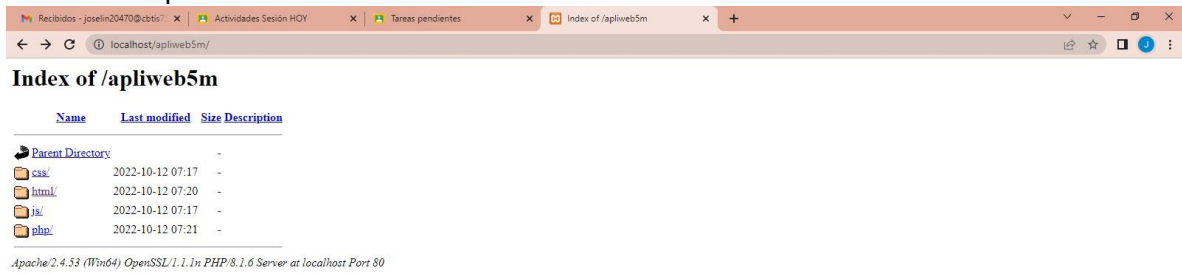 Recibidos - joselin20470@cbtis7
Actividades Sesión HOY
Tareas pendientes
Index of /apliweb5m
localhost/apliweb5m/
J
Index of /apliweb5m
Name Last modified Size Description
Parent Directory -
css/ 2022-10-12 07:17 -
html/ 2022-10-12 07:20 -
js/ 2022-10-12 07:17 -
php/ 2022-10-12 07:21 -
Apache/2.4.53 (Win64) OpenSSL/1.1.1n PHP/8.1.6 Server at localhost Port 80